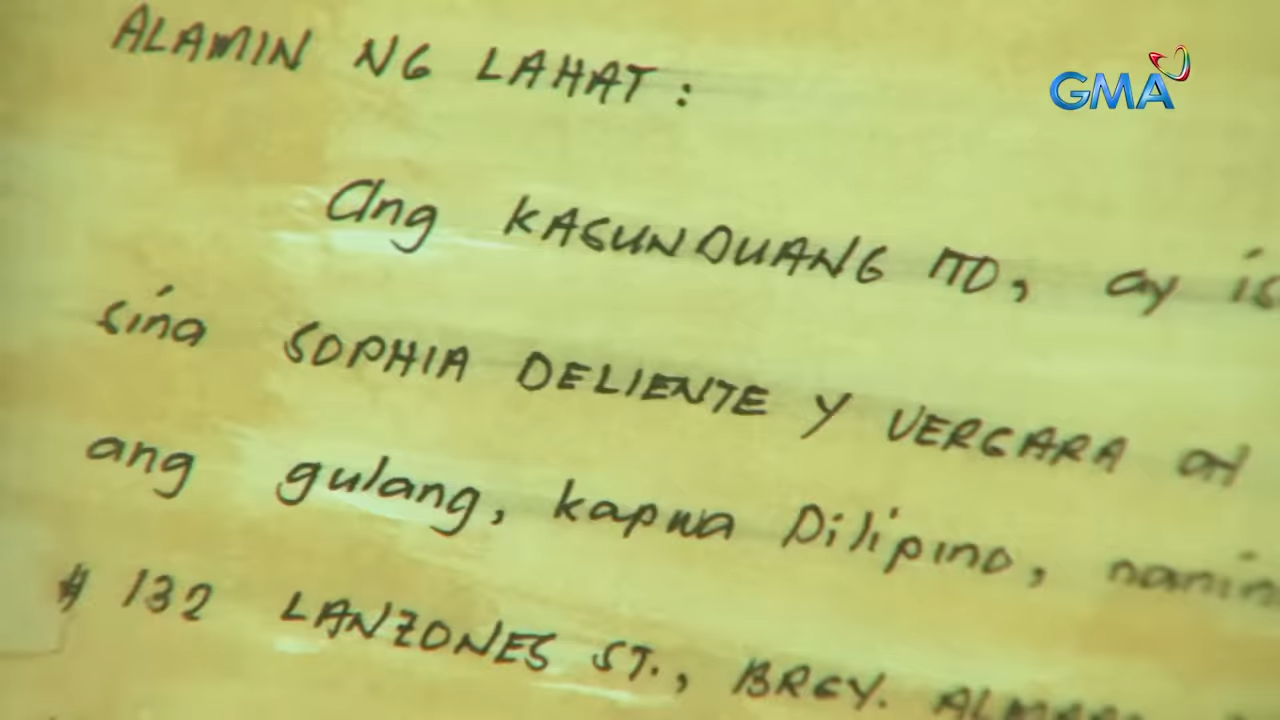 GMA
ALAMIN NG LAHAT:
Ang KASUNDUANG ITO, ay
sina SOPHIA DELIENTE Y VERGARA at
ang gulang, kapwa Pilipino,
# 132 LANZONES ST., BRGY.